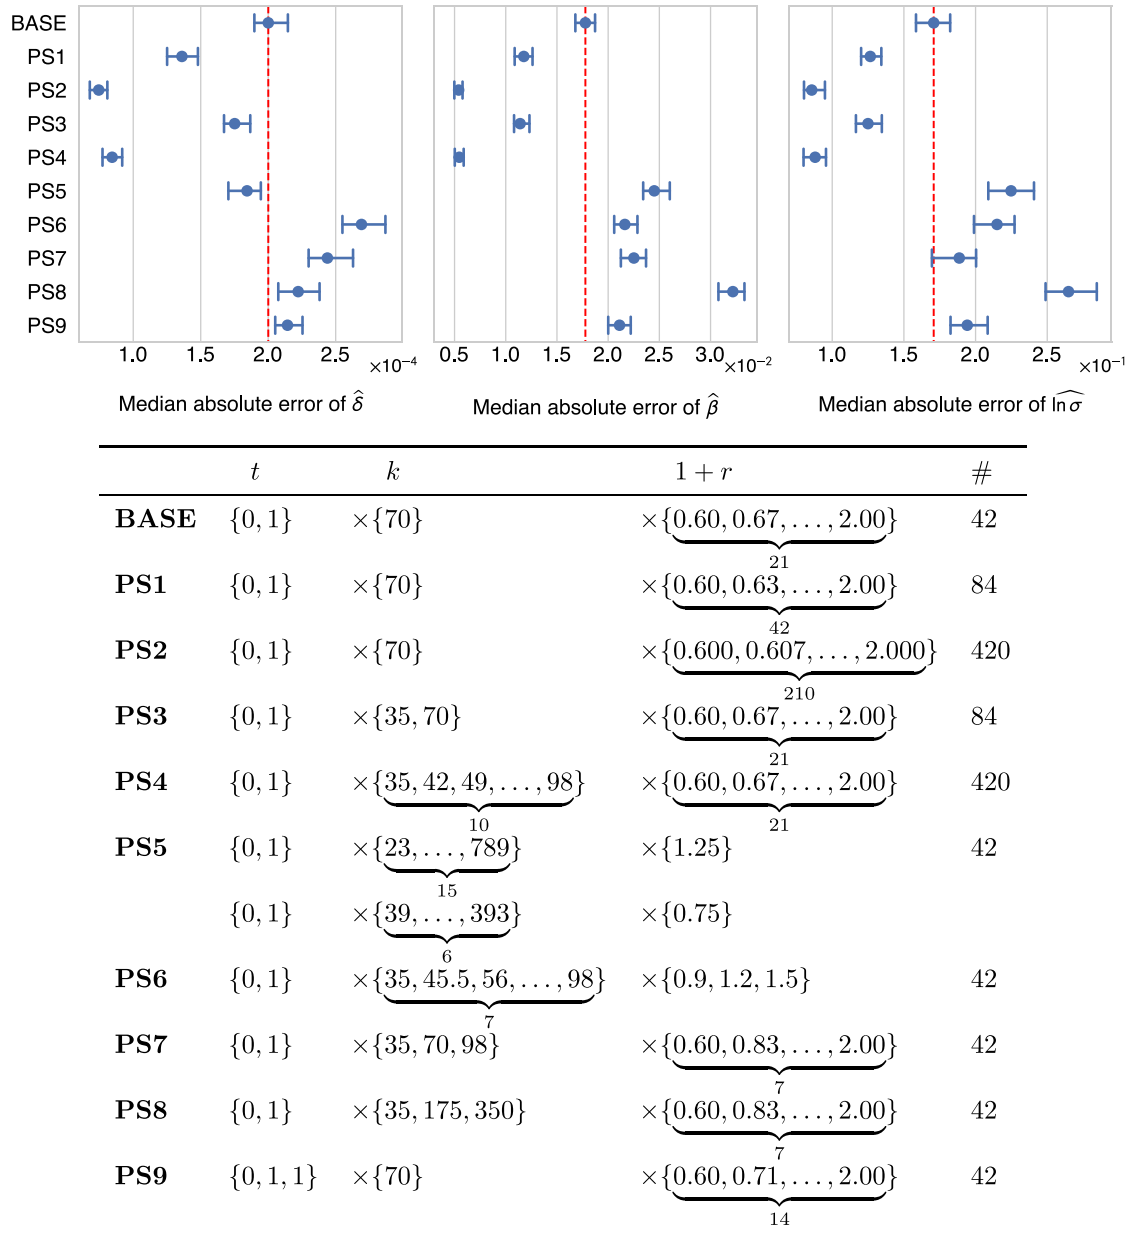 BASE
PS1
PS2
PS3
PS4
PS5
PS6
PS7
PS8
PS9
1.0 1.5 2.0 2.5 ×10⁻⁴
0.5 1.0 1.5 2.0 2.5 3.0 ×10⁻²
1.0 1.5 2.0 2.5 ×10⁻¹
Median absolute error of δ̂
Median absolute error of β̂
Median absolute error of ln σ̂
t k 1 + r #
BASE {0, 1} ×{70} ×{0.60, 0.67, . . . , 2.00} 42
21
PS1 {0, 1} ×{70} ×{0.60, 0.63, . . . , 2.00} 84
42
PS2 {0, 1} ×{70} ×{0.600, 0.607, . . . , 2.000} 420
210
PS3 {0, 1} ×{35, 70} ×{0.60, 0.67, . . . , 2.00} 84
21
PS4 {0, 1} ×{35, 42, 49, . . . , 98} ×{0.60, 0.67, . . . , 2.00} 420
10 21
PS5 {0, 1} ×{23, . . . , 789} ×{1.25} 42
15
{0, 1} ×{39, . . . , 393} ×{0.75}
6
PS6 {0, 1} ×{35, 45.5, 56, . . . , 98} ×{0.9, 1.2, 1.5} 42
7
PS7 {0, 1} ×{35, 70, 98} ×{0.60, 0.83, . . . , 2.00} 42
7
PS8 {0, 1} ×{35, 175, 350} ×{0.60, 0.83, . . . , 2.00} 42
7
PS9 {0, 1, 1} ×{70} ×{0.60, 0.71, . . . , 2.00} 42
14